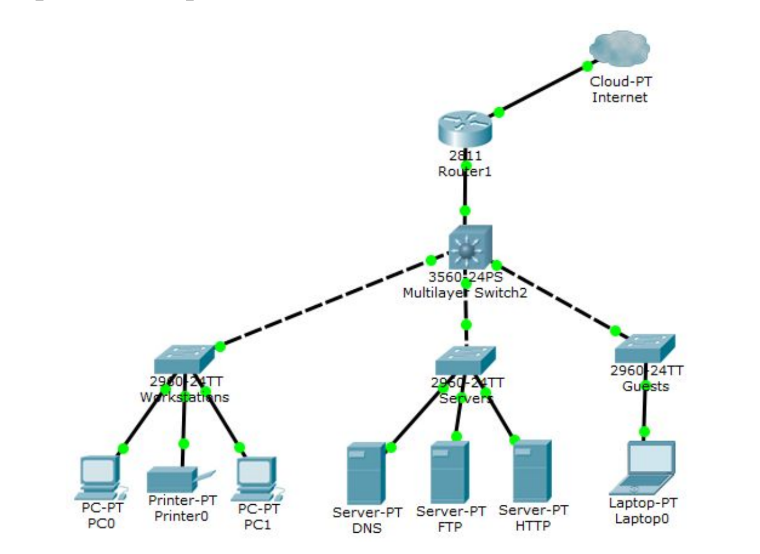 Cloud-PT
Internet
2811
Router1
3560-24PS
Multilayer Switch2
2960-24TT
Workstations
2960-24TT
Servers
2960-24TT
Guests
PC-PT
PC0
Printer-PT
Printer0
PC-PT
PC1
Server-PT
DNS
Server-PT
FTP
Server-PT
HTTP
Laptop-PT
Laptop0